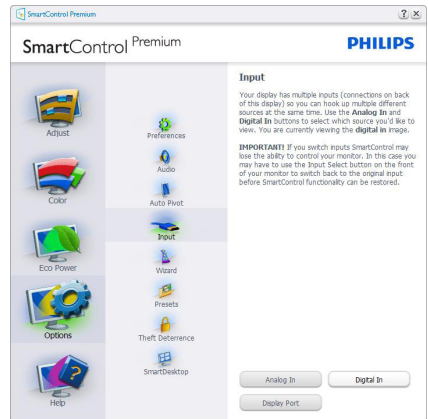 SmartControl Premium
SmartControl Premium
PHILIPS
Adjust
Color
Eco Power
Options
Help
Preferences
Audio
Auto Pivot
Input
Wizard
Presets
Theft Deterrence
SmartDesktop
Input
Your display has multiple inputs (connections on back
of this display) so you can hook up multiple different
sources at the same time. Use the Analog In and
Digital In buttons to select which source you'd like to
view. You are currently viewing the digital in image.
IMPORTANT! If you switch inputs SmartControl may
lose the ability to control your monitor. In this case you
may have to use the Input Select button on the front
of your monitor to switch back to the original input
before SmartControl functionality can be restored.
Analog In
Digital In
Display Port